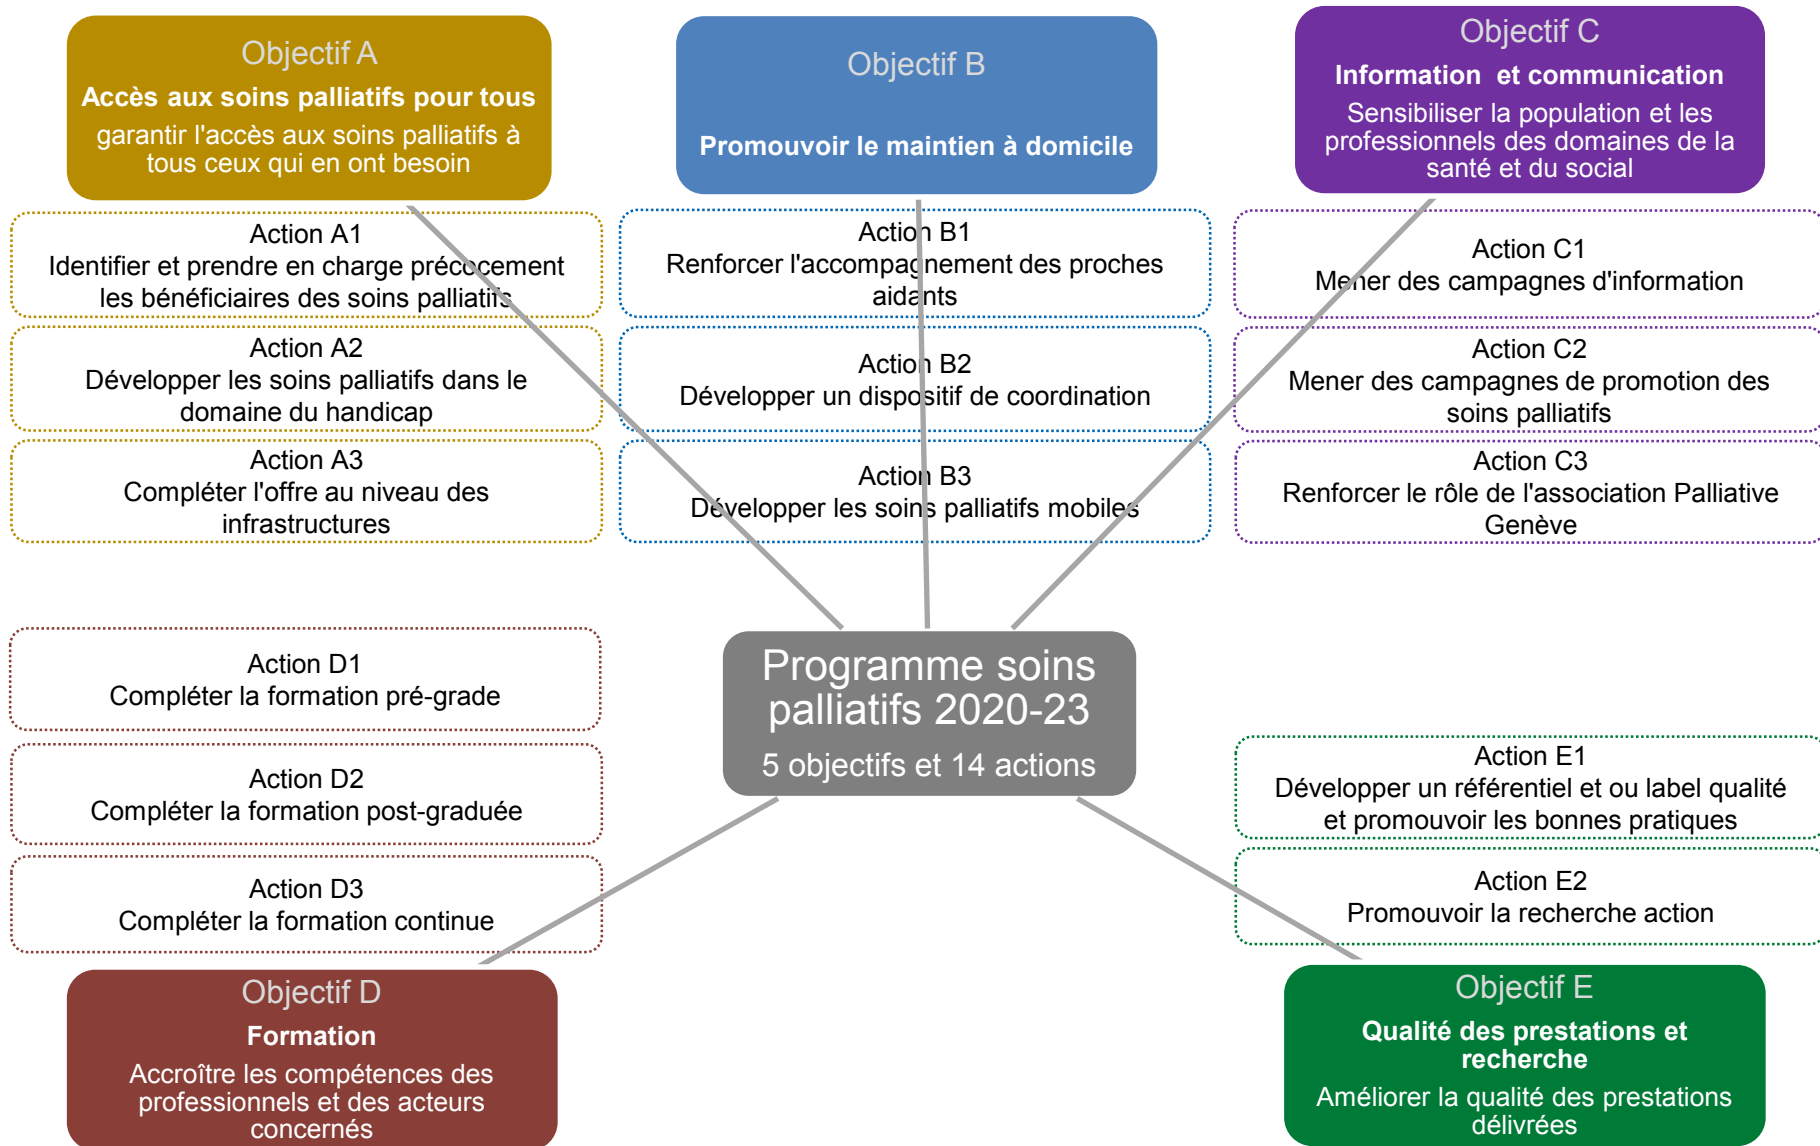 Objectif A
Accès aux soins palliatifs pour tous
garantir l'accès aux soins palliatifs à
tous ceux qui en ont besoin
Action A1
Identifier et prendre en charge précocement
les bénéficiaires des soins palliatifs
Action A2
Développer les soins palliatifs dans le
domaine du handicap
Action A3
Compléter l'offre au niveau des
infrastructures
Objectif B
Promouvoir le maintien à domicile
Action B1
Renforcer l'accompagnement des proches
aidants
Action B2
Développer un dispositif de coordination
Action B3
Développer les soins palliatifs mobiles
Objectif C
Information et communication
Sensibiliser la population et les
professionnels des domaines de la
santé et du social
Action C1
Mener des campagnes d'information
Action C2
Mener des campagnes de promotion des
soins palliatifs
Action C3
Renforcer le rôle de l'association Palliative
Genève
Programme soins
palliatifs 2020-23
5 objectifs et 14 actions
Action D1
Compléter la formation pré-grade
Action D2
Compléter la formation post-graduée
Action D3
Compléter la formation continue
Objectif D
Formation
Accroître les compétences des
professionnels et des acteurs
concernés
Action E1
Développer un référentiel et ou label qualité
et promouvoir les bonnes pratiques
Action E2
Promouvoir la recherche action
Objectif E
Qualité des prestations et
recherche
Améliorer la qualité des prestations
délivrées